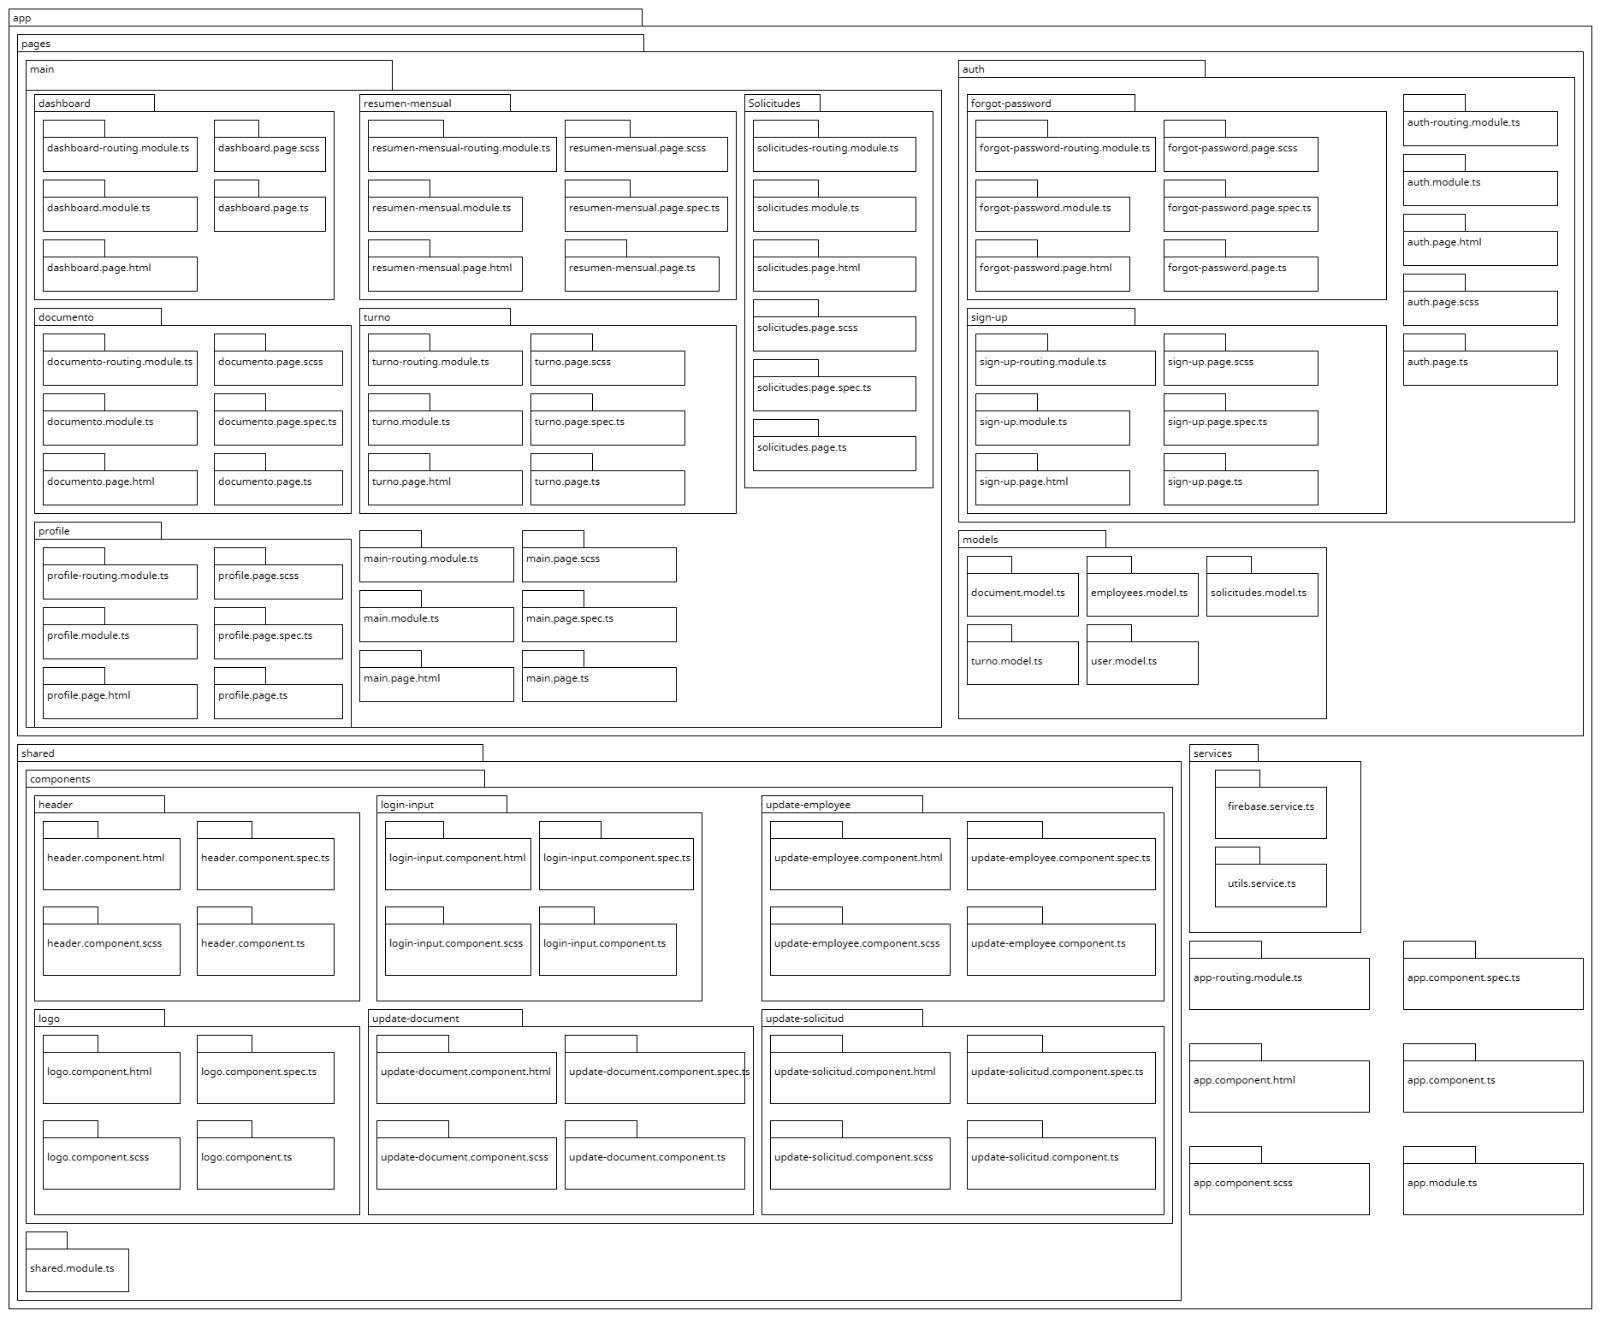 app
pages
main
dashboard
dashboard-routing.module.ts
dashboard.page.scss
dashboard.module.ts
dashboard.page.ts
dashboard.page.html
resumen-mensual
resumen-mensual-routing.module.ts
resumen-mensual.page.scss
resumen-mensual.module.ts
resumen-mensual.page.spec.ts
resumen-mensual.page.html
resumen-mensual.page.ts
Solicitudes
solicitudes-routing.module.ts
solicitudes.module.ts
solicitudes.page.html
solicitudes.page.scss
solicitudes.page.spec.ts
solicitudes.page.ts
documento
documento-routing.module.ts
documento.page.scss
documento.module.ts
documento.page.spec.ts
documento.page.html
documento.page.ts
turno
turno-routing.module.ts
turno.page.scss
turno.module.ts
turno.page.spec.ts
turno.page.html
turno.page.ts
profile
profile-routing.module.ts
profile.page.scss
profile.module.ts
profile.page.spec.ts
profile.page.html
profile.page.ts
main-routing.module.ts
main.page.scss
main.module.ts
main.page.spec.ts
main.page.html
main.page.ts
auth
forgot-password
forgot-password-routing.module.ts
forgot-password.page.scss
forgot-password.module.ts
forgot-password.page.spec.ts
forgot-password.page.html
forgot-password.page.ts
auth-routing.module.ts
auth.module.ts
auth.page.html
auth.page.scss
auth.page.ts
sign-up
sign-up-routing.module.ts
sign-up.page.scss
sign-up.module.ts
sign-up.page.spec.ts
sign-up.page.html
sign-up.page.ts
models
document.model.ts
employees.model.ts
solicitudes.model.ts
turno.model.ts
user.model.ts
shared
components
header
header.component.html
header.component.spec.ts
header.component.scss
header.component.ts
login-input
login-input.component.html
login-input.component.spec.ts
login-input.component.scss
login-input.component.ts
update-employee
update-employee.component.html
update-employee.component.spec.ts
update-employee.component.scss
update-employee.component.ts
logo
logo.component.html
logo.component.spec.ts
logo.component.scss
logo.component.ts
update-document
update-document.component.html
update-document.component.spec.ts
update-document.component.scss
update-document.component.ts
update-solicitud
update-solicitud.component.html
update-solicitud.component.spec.ts
update-solicitud.component.scss
update-solicitud.component.ts
shared.module.ts
services
firebase.service.ts
utils.service.ts
app-routing.module.ts
app.component.spec.ts
app.component.html
app.component.ts
app.component.scss
app.module.ts